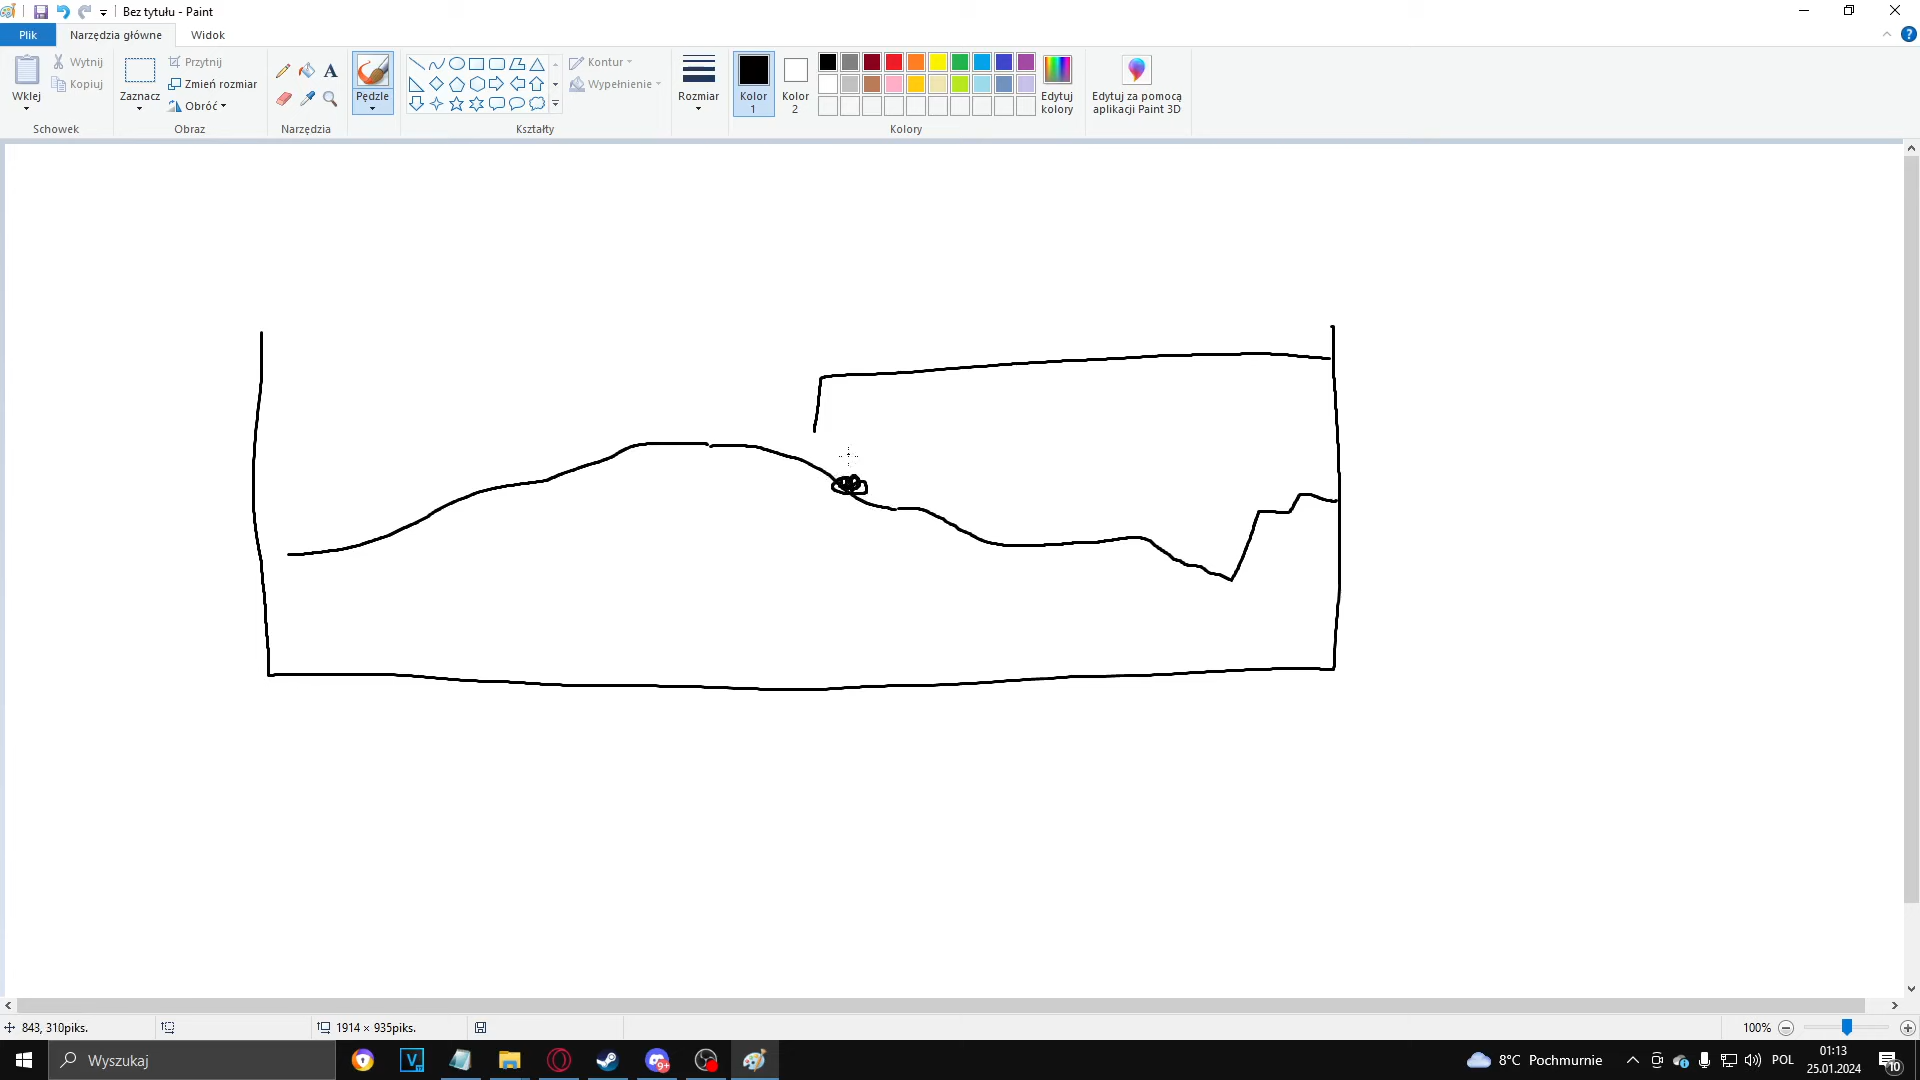 Bez tytułu - Paint
Plik Narzędzia główne Widok
Wklej
Wytnij
Kopiuj
Schowek
Zaznacz
Przytnij
Zmień rozmiar
Obróć
Obraz
A
Narzędzia
Pędzle
Kontur
Wypełnienie
Kształty
Rozmiar
Kolor
1
Kolor
2
Kolory
Edytuj
kolory
Edytuj za pomocą
aplikacji Paint 3D
?
843, 310piks.
1914 × 935piks.
100%
Wyszukaj
V
9+
8°C Pochmurnie
POL
01:13
25.01.2024
10